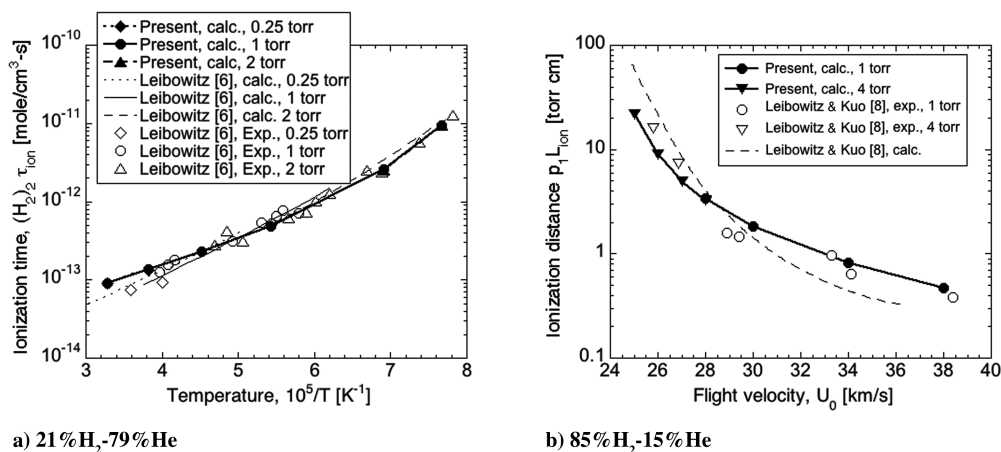 Ionization time, (H₂)₂ τ_ion [mole/cm³-s]
10⁻¹⁰
10⁻¹¹
10⁻¹²
10⁻¹³
10⁻¹⁴
Present, calc., 0.25 torr
Present, calc., 1 torr
Present, calc, 2 torr
Leibowitz [6], calc., 0.25 torr
Leibowitz [6], calc., 1 torr
Leibowitz [6], calc. 2 torr
Leibowitz [6], Exp., 0.25 torr
Leibowitz [6], Exp., 1 torr
Leibowitz [6], Exp., 2 torr
3 4 5 6 7 8
Temperature, 10⁵/T [K⁻¹]
a) 21%H₂-79%He
Ionization distance p₁ L_ion [torr cm]
100
10
1
0.1
Present, calc., 1 torr
Present, calc., 4 torr
Leibowitz & Kuo [8], exp., 1 torr
Leibowitz & Kuo [8], exp., 4 torr
Leibowitz & Kuo [8], calc.
24 26 28 30 32 34 36 38 40
Flight velocity, U₀ [km/s]
b) 85%H₂-15%He